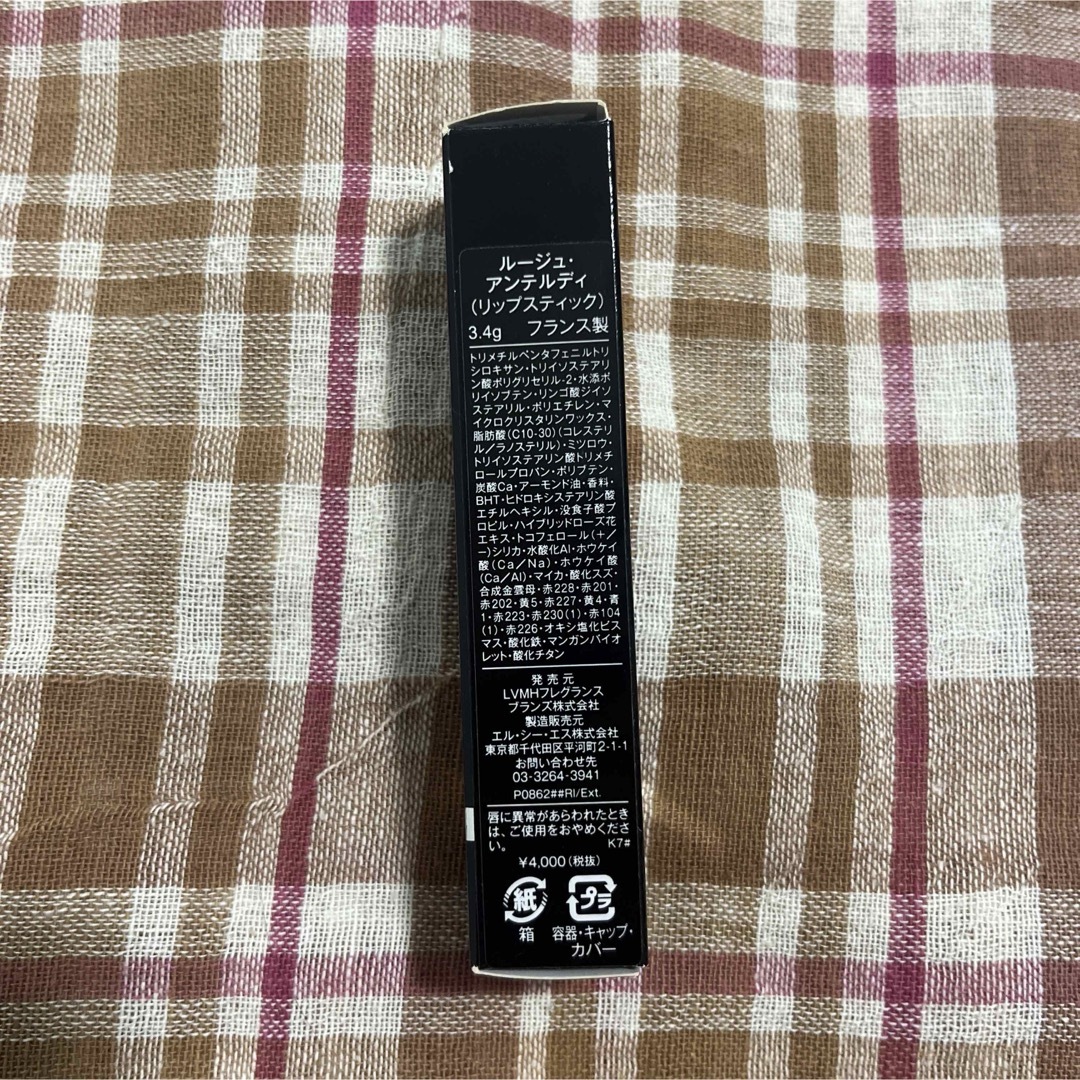 ルージュ・
アンテルディ
(リップスティック)
3.4g フランス製
トリメチルペンタフェニルトリ
シロキサン・トリイソステアリ
ン酸ポリグリセリル-2・水添ポ
リイソブテン・リンゴ酸ジイソ
ステアリル・ポリエチレン・マ
イクロクリスタリンワックス・
脂肪酸(C10-30)(コレステリ
ル/ラノステリル)・ミツロウ・
トリイソステアリン酸トリメチ
ロールプロパン・ポリブテン・
炭酸Ca・アーモンド油・香料・
BHT・ヒドロキシステアリン酸
エチルヘキシル・没食子酸プ
ロピル・ハイブリッドローズ花
エキス・トコフェロール(+/
−)シリカ・水酸化Al・ホウケイ
酸(Ca/Na)・ホウケイ酸
(Ca/Al)・マイカ・酸化スズ・
合成金雲母・赤228・赤201・
赤202・黄5・赤227・黄4・青
1・赤223・赤230(1)・赤104
(1)・赤226・オキシ塩化ビス
マス・酸化鉄・マンガンバイオ
レット・酸化チタン
発売元
LVMHフレグランス
ブランズ株式会社
製造販売元
エル・シー・エス株式会社
東京都千代田区平河町2-1-1
お問い合わせ先
03-3264-3941
P0862##RI/Ext.
唇に異常があらわれたとき
は、ご使用をおやめくださ
い。 K7#
¥4,000(税抜)
紙 プラ
箱 容器・キャップ・
カバー